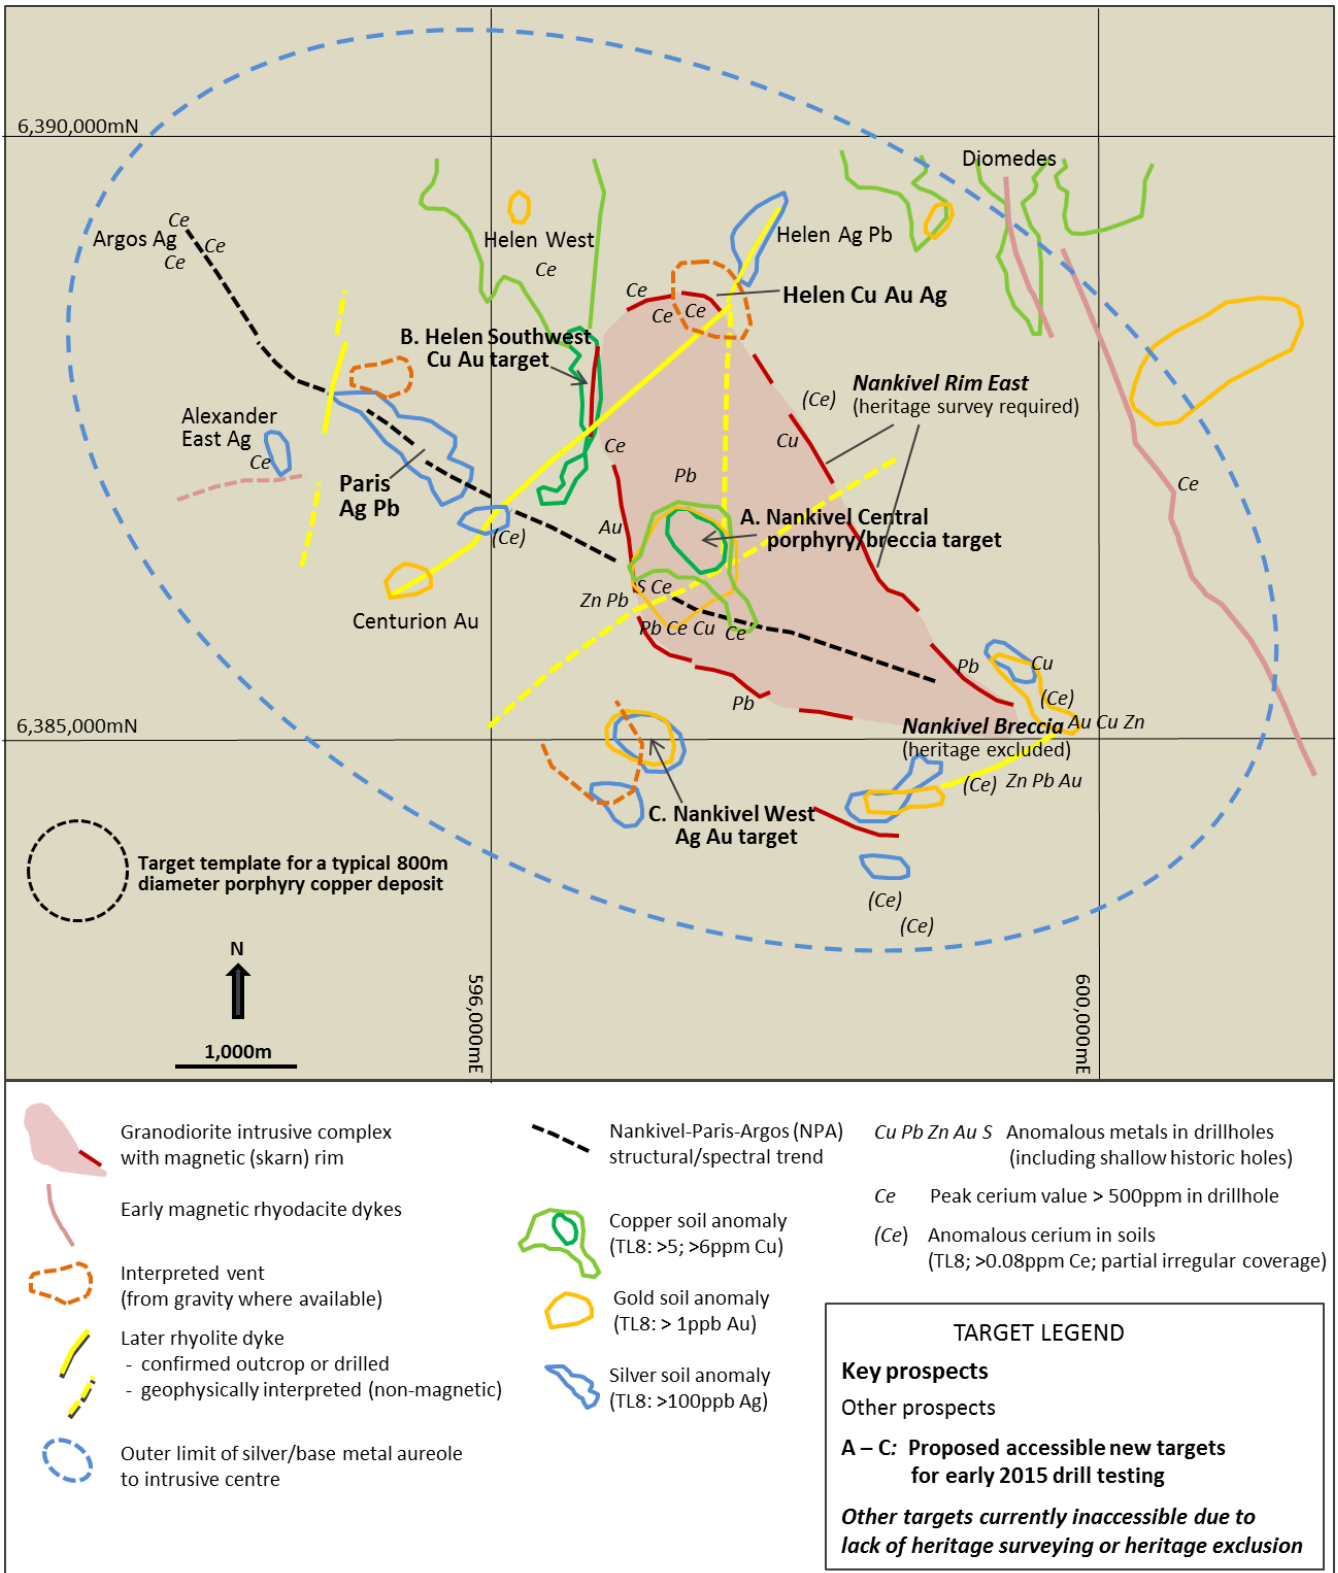 6,390,000mN
Diomedes
Ce
Argos Ag
Ce
Ce
Helen West
Ce
Helen Ag Pb
Ce
Ce
Ce
Helen Cu Au Ag
B. Helen Southwest
Cu Au target
Nankivel Rim East
(heritage survey required)
(Ce)
Cu
Alexander
East Ag
Ce
Ce
Paris
Ag Pb
Pb
Ce
Au
(Ce)
A. Nankivel Central
porphyry/breccia target
S Ce
Zn Pb
Centurion Au
Pb Ce Cu
Ce
Pb
Cu
(Ce)
Pb
6,385,000mN
Nankivel Breccia
(heritage excluded)
Au Cu Zn
(Ce)
Zn Pb Au
C. Nankivel West
Ag Au target
Target template for a typical 800m
diameter porphyry copper deposit
(Ce)
(Ce)
N
596,000mE
600,000mE
1,000m
Granodiorite intrusive complex
with magnetic (skarn) rim
Early magnetic rhyodacite dykes
Interpreted vent
(from gravity where available)
Later rhyolite dyke
- confirmed outcrop or drilled
- geophysically interpreted (non-magnetic)
Outer limit of silver/base metal aureole
to intrusive centre
Nankivel-Paris-Argos (NPA)
structural/spectral trend
Copper soil anomaly
(TL8: >5; >6ppm Cu)
Gold soil anomaly
(TL8: > 1ppb Au)
Silver soil anomaly
(TL8: >100ppb Ag)
Cu Pb Zn Au S Anomalous metals in drillholes
(including shallow historic holes)
Ce Peak cerium value > 500ppm in drillhole
(Ce) Anomalous cerium in soils
(TL8; >0.08ppm Ce; partial irregular coverage)
TARGET LEGEND
Key prospects
Other prospects
A – C: Proposed accessible new targets
for early 2015 drill testing
Other targets currently inaccessible due to
lack of heritage surveying or heritage exclusion